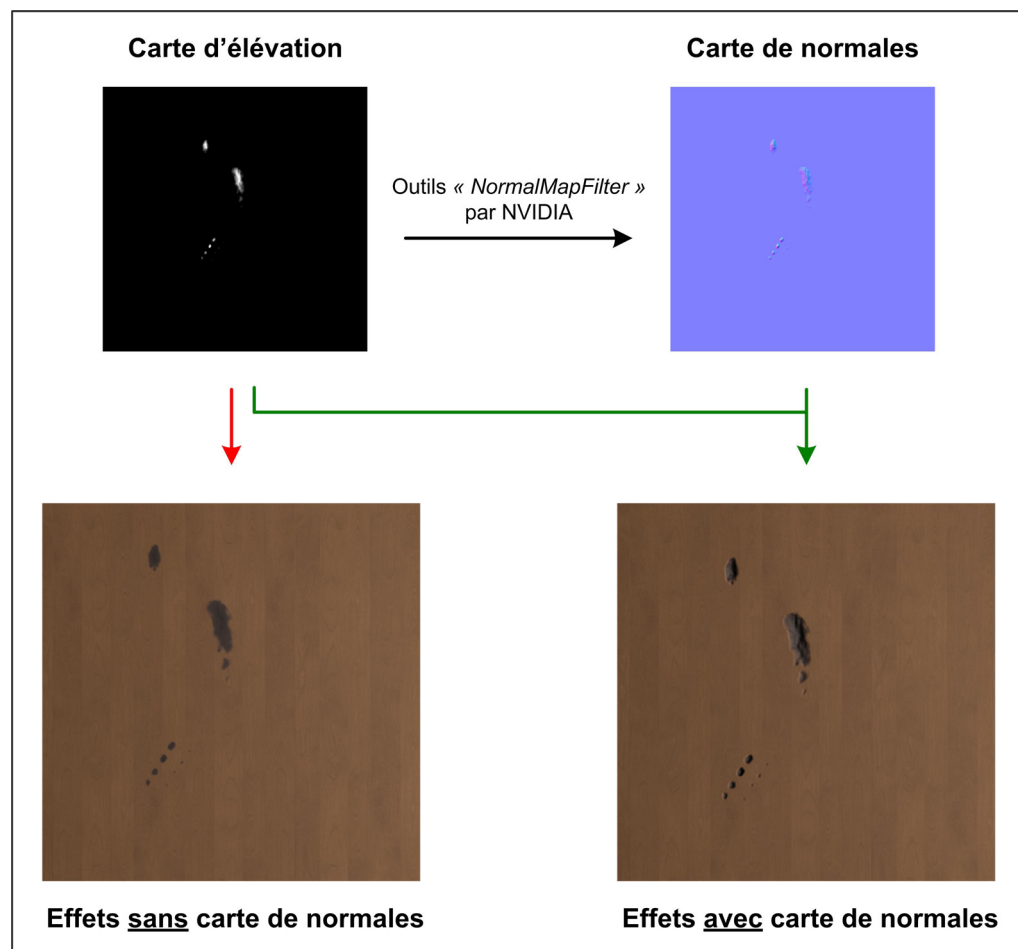 Carte d’élévation
Carte de normales
Outils « NormalMapFilter »
par NVIDIA
Effets sans carte de normales
Effets avec carte de normales